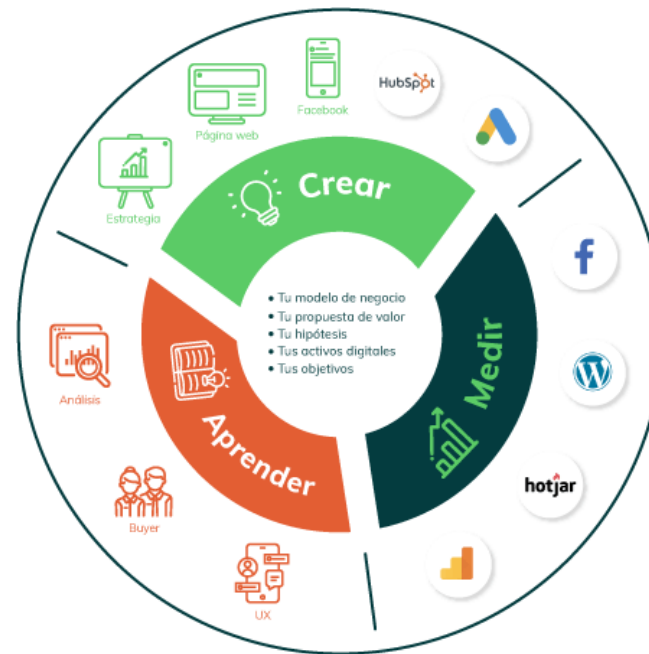 HubSpot
Facebook
Página web
Estrategia
Crear
• Tu modelo de negocio
• Tu propuesta de valor
• Tu hipótesis
• Tus activos digitales
• Tus objetivos
Medir
Aprender
Análisis
Buyer
UX
hotjar